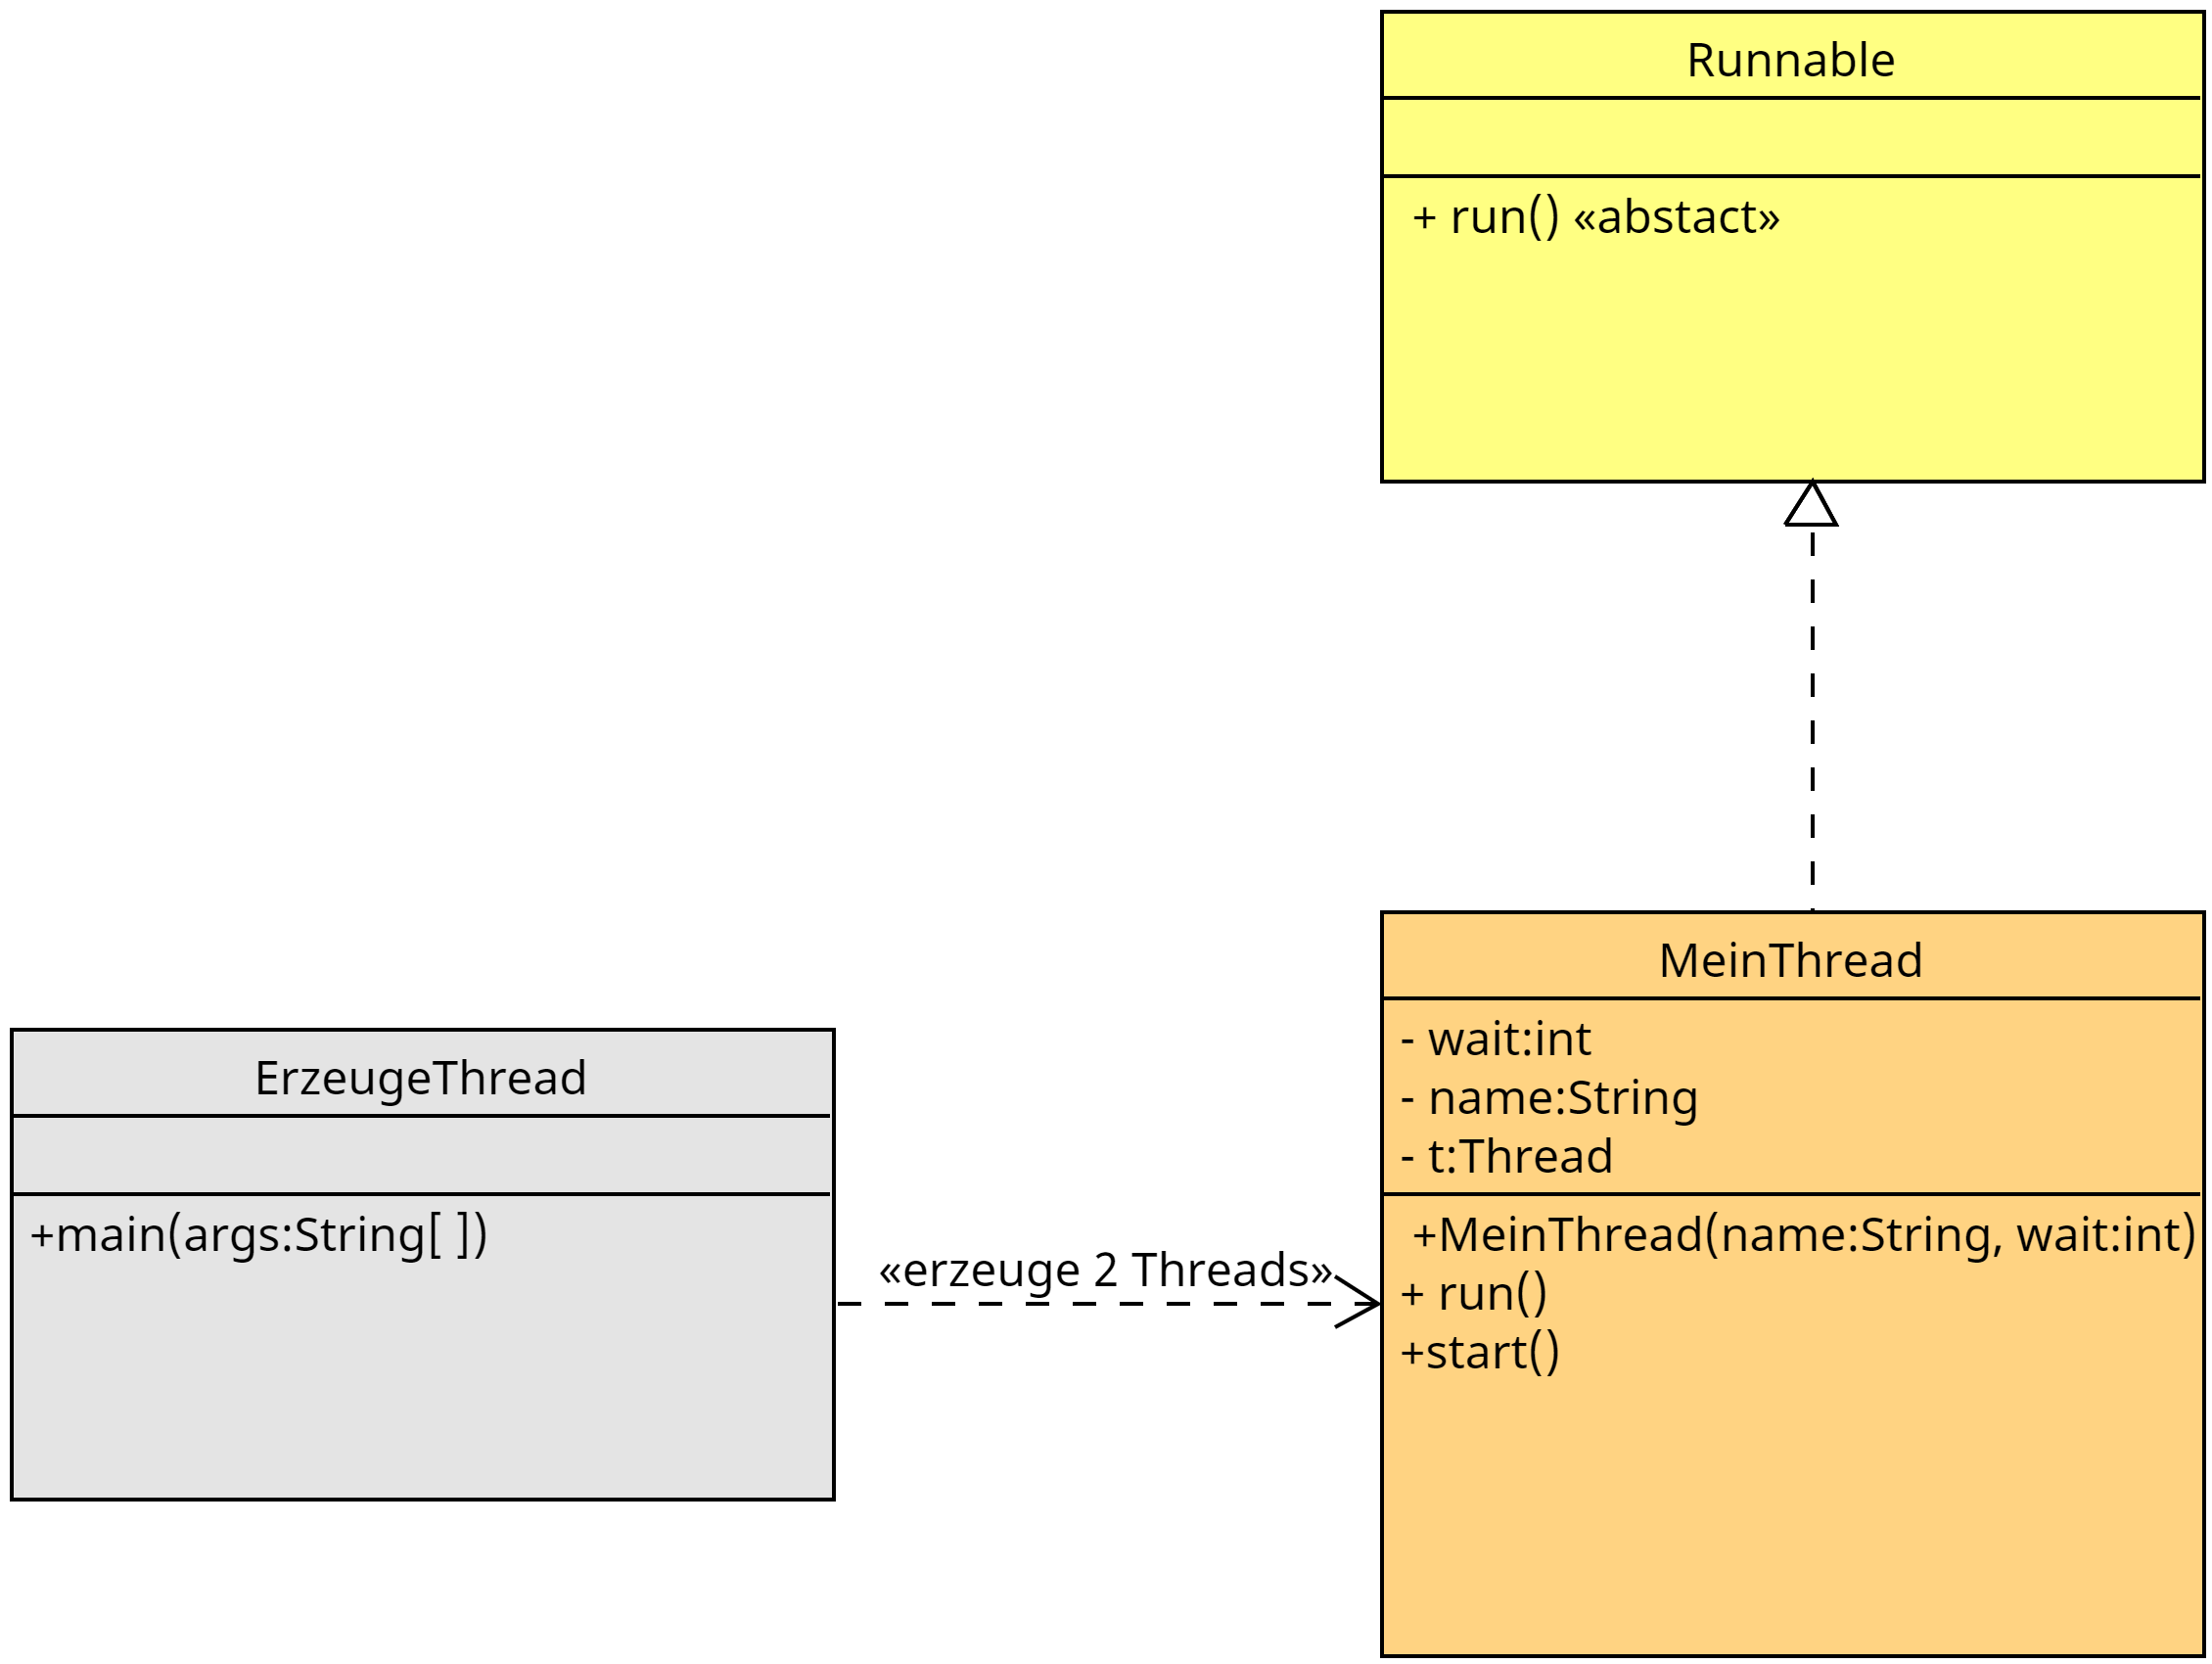 Runnable
+ run() «abstact»
MeinThread
- wait:int
- name:String
- t:Thread
+MeinThread(name:String, wait:int)
+ run()
+start()
ErzeugeThread
+main(args:String[ ])
«erzeuge 2 Threads»